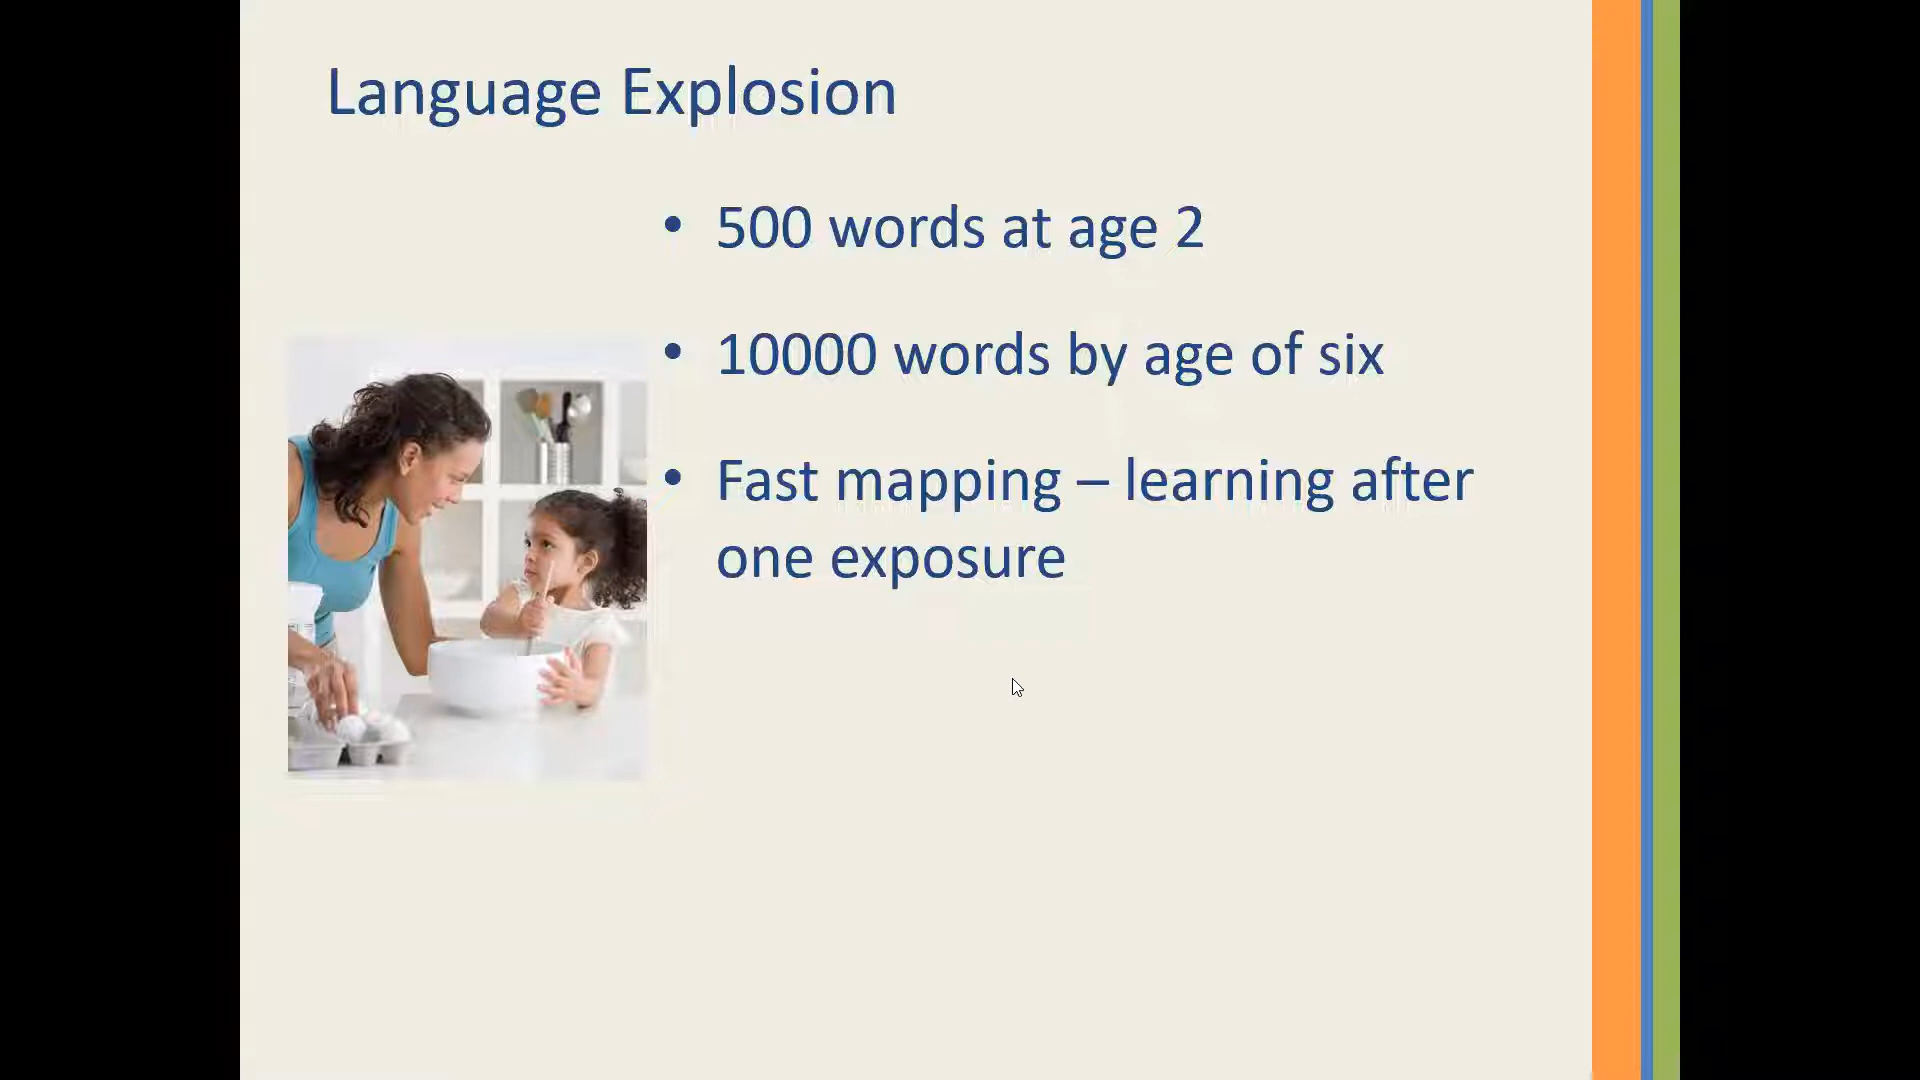 Language Explosion
• 500 words at age 2
• 10000 words by age of six
• Fast mapping – learning after
one exposure